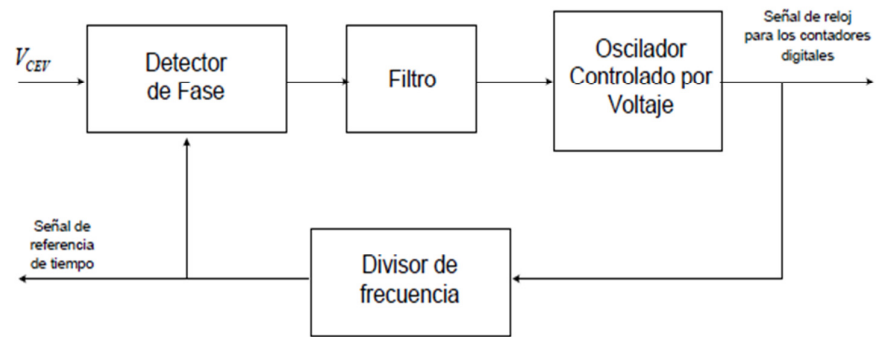 V_CEV
Detector
de Fase
Filtro
Oscilador
Controlado por
Voltaje
Señal de reloj
para los contadores
digitales
Señal de
referencia
de tiempo
Divisor de
frecuencia